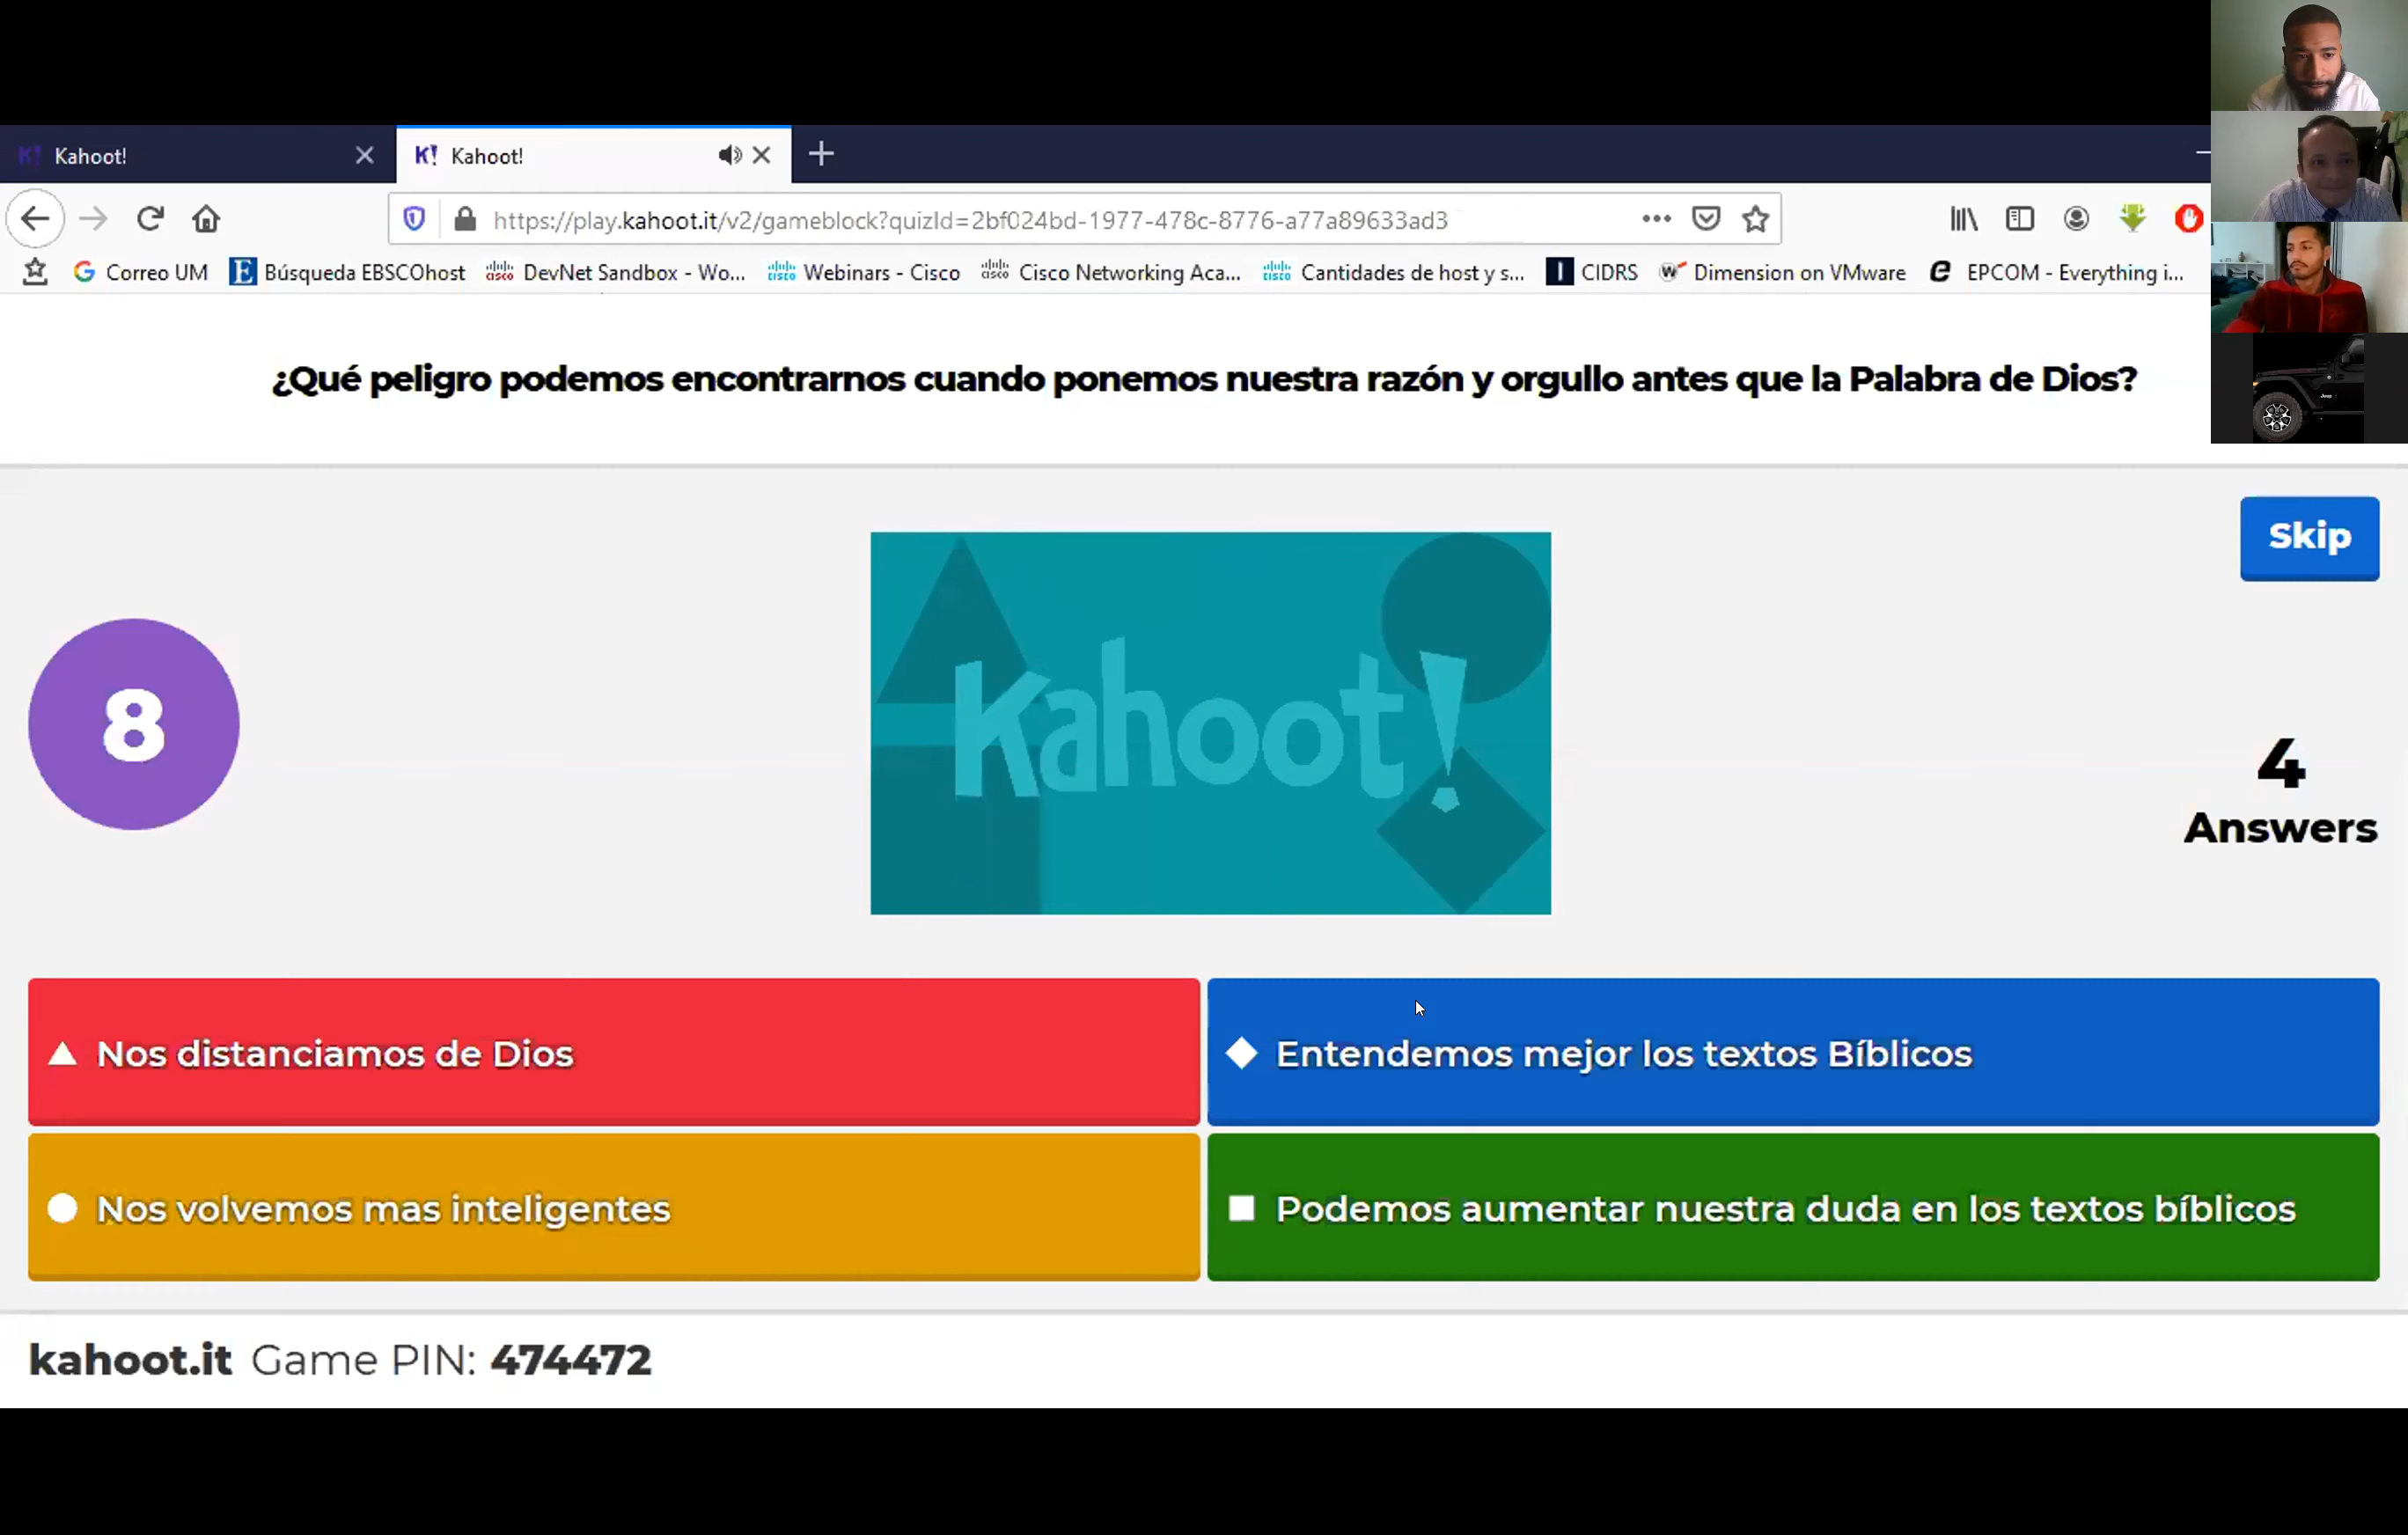 Kahoot!
Kahoot!
https://play.kahoot.it/v2/gameblock?quizId=2bf024bd-1977-478c-8776-a77a89633ad3
Correo UM
Búsqueda EBSCOhost
DevNet Sandbox - Wo...
Webinars - Cisco
Cisco Networking Aca...
Cantidades de host y s...
CIDRS
Dimension on VMware
EPCOM - Everything i...
¿Qué peligro podemos encontrarnos cuando ponemos nuestra razón y orgullo antes que la Palabra de Dios?
Skip
8
Kahoot!
4
Answers
Nos distanciamos de Dios
Entendemos mejor los textos Bíblicos
Nos volvemos mas inteligentes
Podemos aumentar nuestra duda en los textos bíblicos
kahoot.it Game PIN: 474472